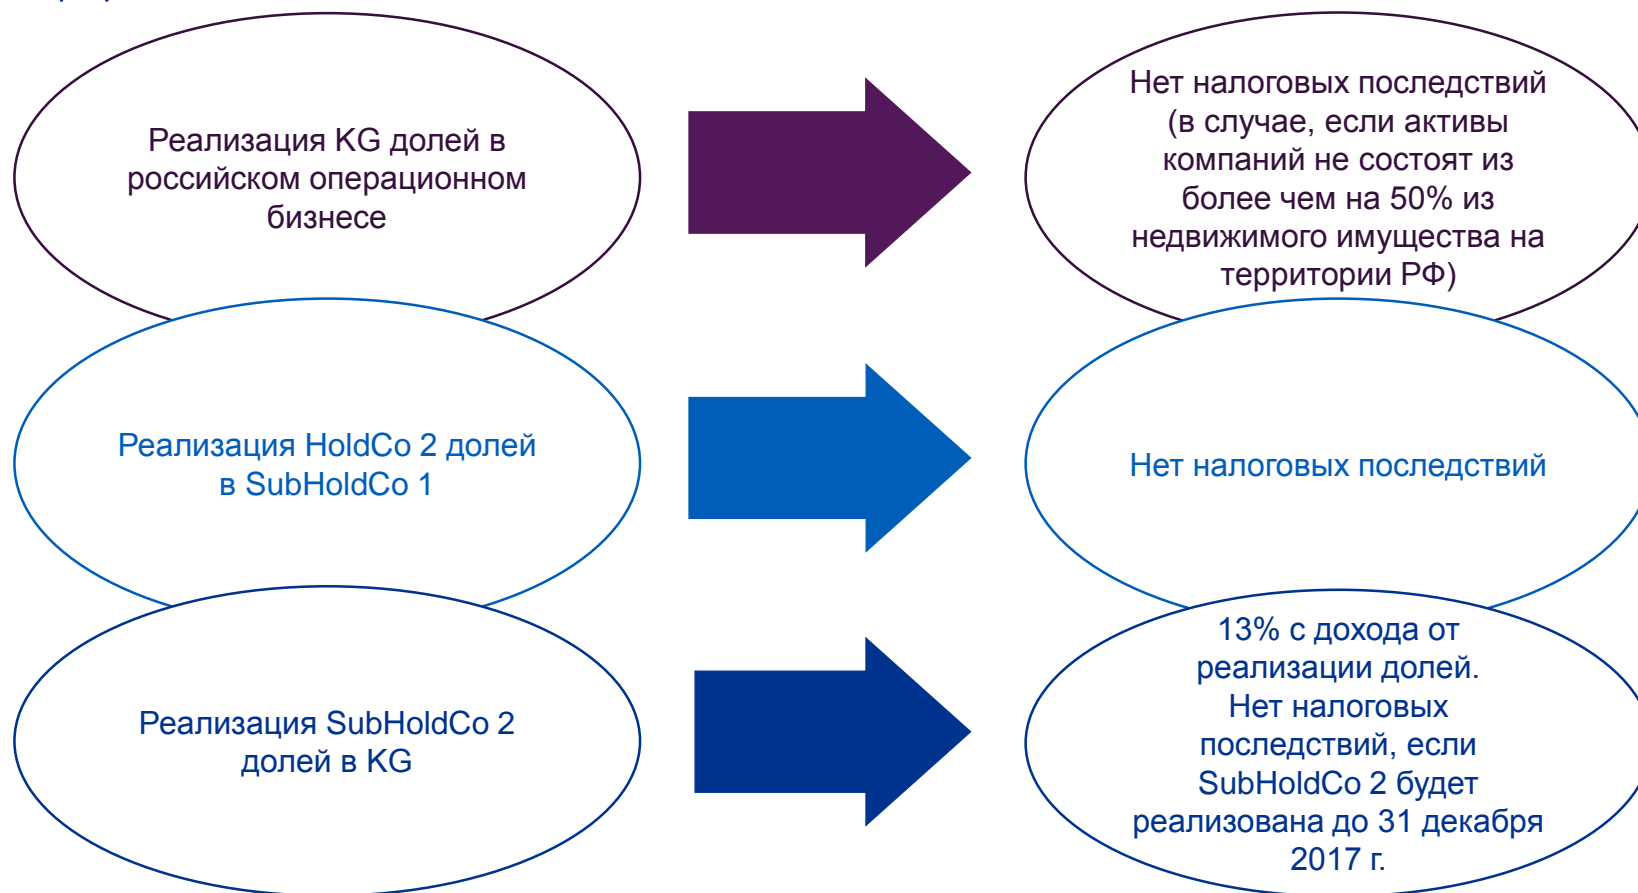 Реализация KG долей в
российском операционном
бизнесе
Нет налоговых последствий
(в случае, если активы
компаний не состоят из
более чем на 50% из
недвижимого имущества на
территории РФ)
Реализация HoldCo 2 долей
в SubHoldCo 1
Нет налоговых последствий
Реализация SubHoldCo 2
долей в KG
13% с дохода от
реализации долей.
Нет налоговых
последствий, если
SubHoldCo 2 будет
реализована до 31 декабря
2017 г.